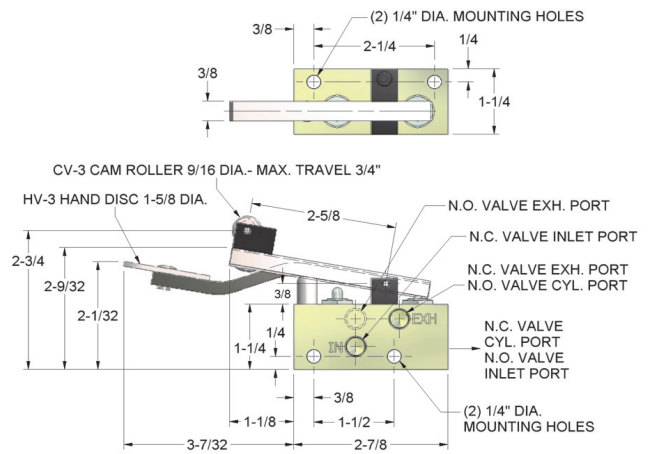 (2) 1/4" DIA. MOUNTING HOLES
3/8
2-1/4
1/4
3/8
1-1/4
CV-3 CAM ROLLER 9/16 DIA.- MAX. TRAVEL 3/4"
HV-3 HAND DISC 1-5/8 DIA.
2-5/8
N.O. VALVE EXH. PORT
N.C. VALVE INLET PORT
2-3/4
2-9/32
N.C. VALVE EXH. PORT
N.O. VALVE CYL. PORT
3/8
2-1/32
EXH
1/4
1-1/4
IN
N.C. VALVE
CYL. PORT
N.O. VALVE
INLET PORT
3/8
1-1/8
1-1/2
(2) 1/4" DIA.
MOUNTING HOLES
3-7/32
2-7/8